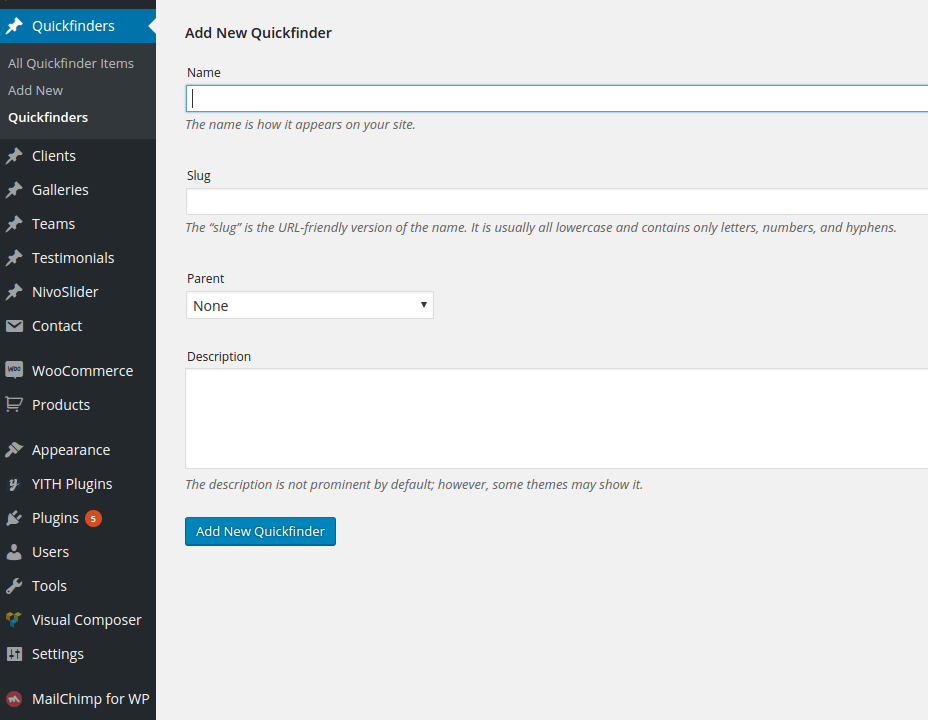 Quickfinders
All Quickfinder Items
Add New
Quickfinders
Clients
Galleries
Teams
Testimonials
NivoSlider
Contact
Woo WooCommerce
Products
Appearance
YITH Plugins
Plugins 5
Users
Tools
Visual Composer
Settings
MailChimp for WP
Add New Quickfinder
Name
The name is how it appears on your site.
Slug
The “slug” is the URL-friendly version of the name. It is usually all lowercase and contains only letters, numbers, and hyphens.
Parent
None
Description
The description is not prominent by default; however, some themes may show it.
Add New Quickfinder